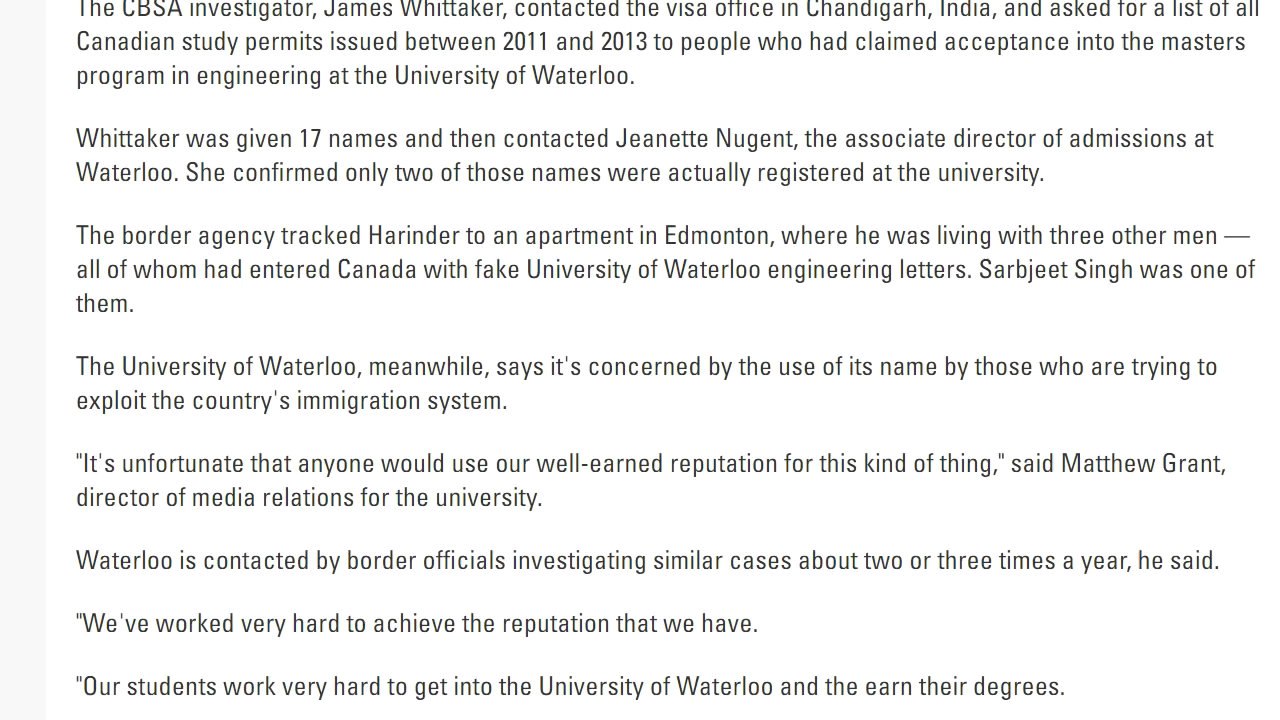 The CBSA investigator, James Whittaker, contacted the visa office in Chandigarh, India, and asked for a list of all
Canadian study permits issued between 2011 and 2013 to people who had claimed acceptance into the masters
program in engineering at the University of Waterloo.
Whittaker was given 17 names and then contacted Jeanette Nugent, the associate director of admissions at
Waterloo. She confirmed only two of those names were actually registered at the university.
The border agency tracked Harinder to an apartment in Edmonton, where he was living with three other men —
all of whom had entered Canada with fake University of Waterloo engineering letters. Sarbjeet Singh was one of
them.
The University of Waterloo, meanwhile, says it's concerned by the use of its name by those who are trying to
exploit the country's immigration system.
"It's unfortunate that anyone would use our well-earned reputation for this kind of thing," said Matthew Grant,
director of media relations for the university.
Waterloo is contacted by border officials investigating similar cases about two or three times a year, he said.
"We've worked very hard to achieve the reputation that we have.
"Our students work very hard to get into the University of Waterloo and the earn their degrees.